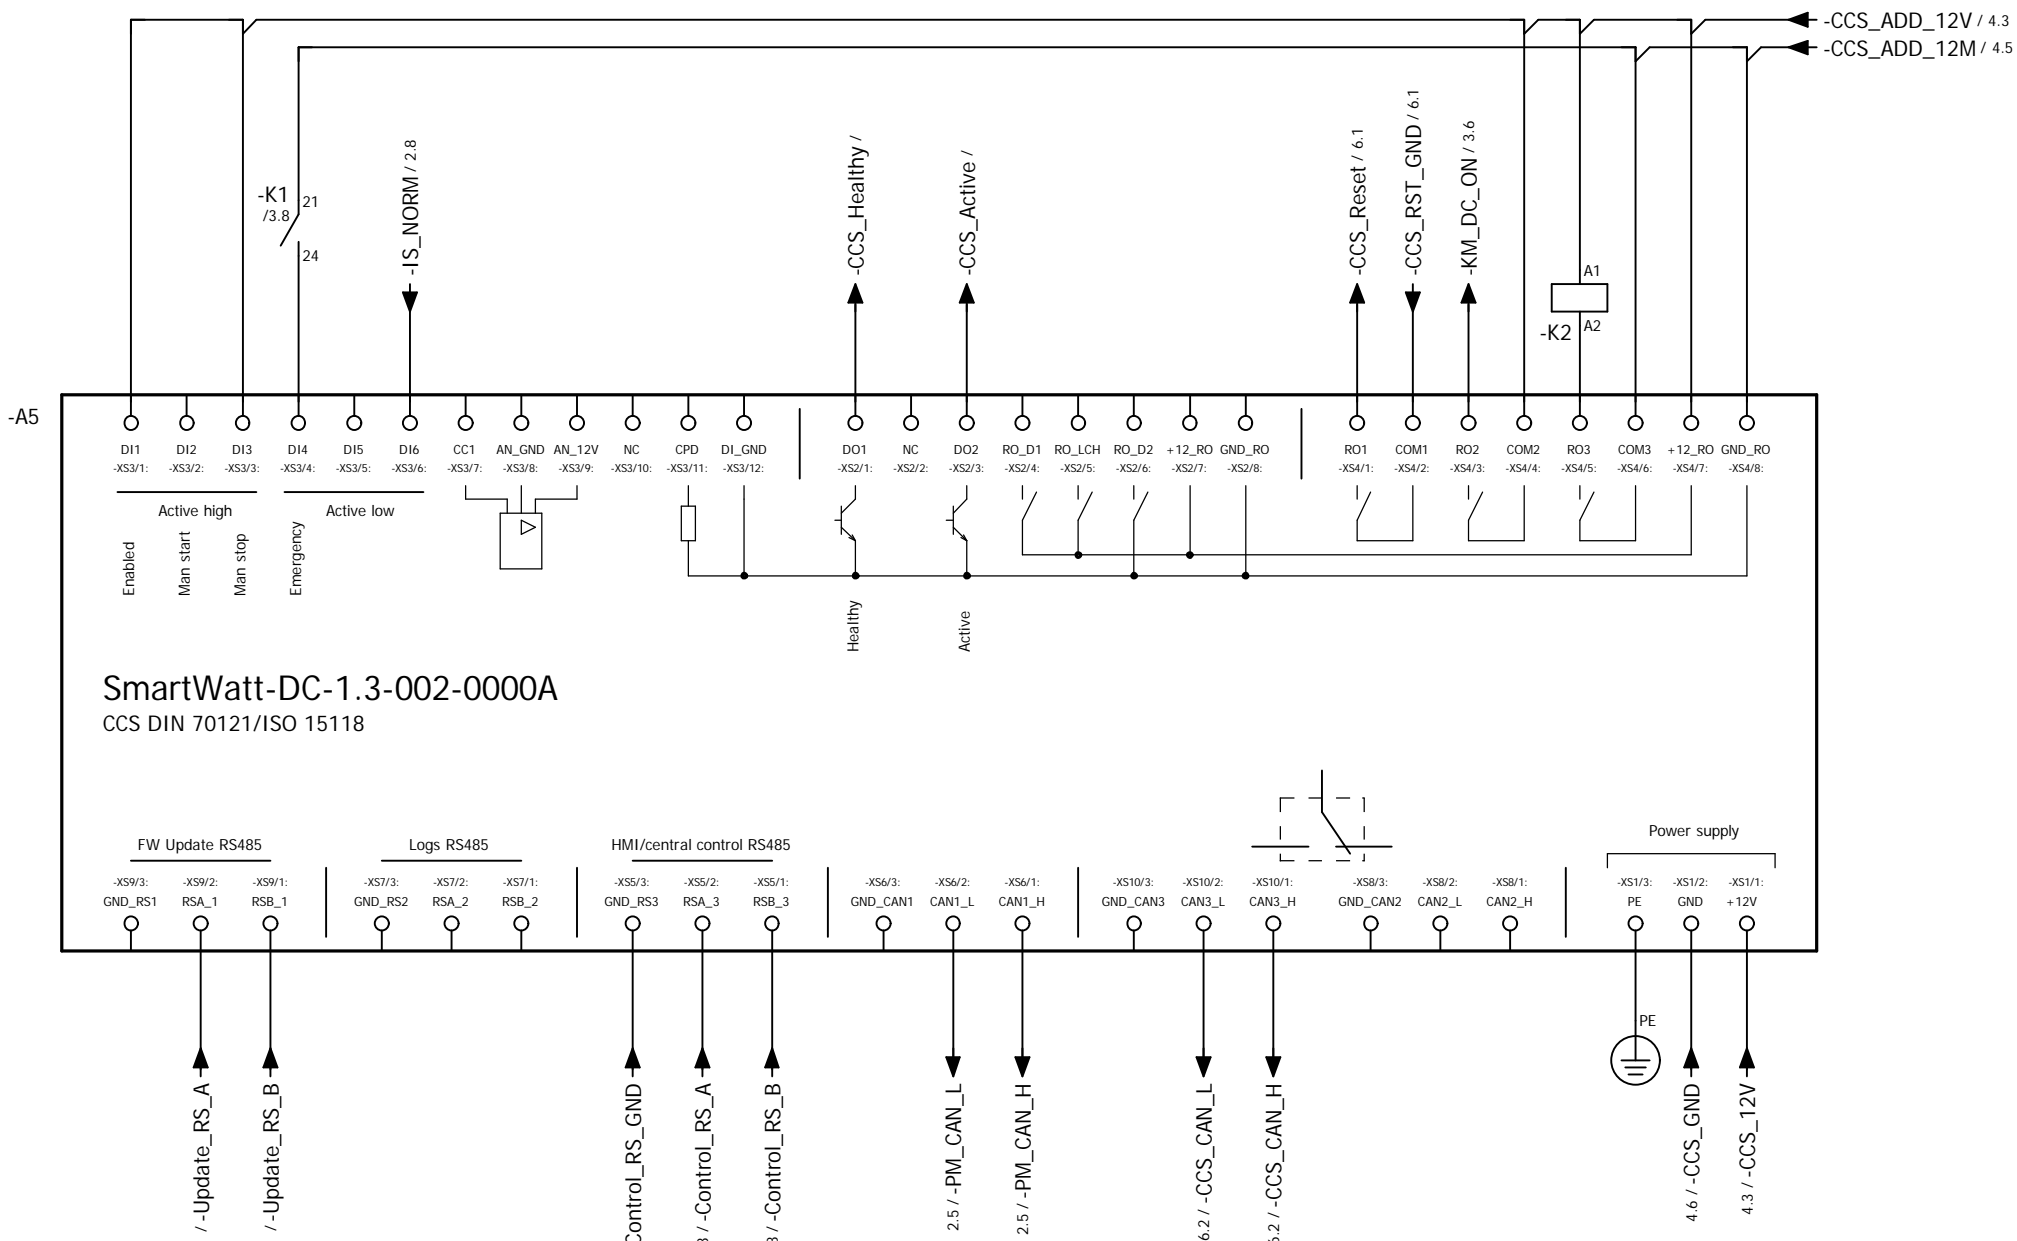 -CCS_ADD_12V / 4.3
-CCS_ADD_12M / 4.5
-K1
/3.8
21
24
-IS_NORM / 2.8
-CCS_Healthy /
-CCS_Active /
-CCS_Reset / 6.1
-CCS_RST_GND / 6.1
-KM_DC_ON / 3.6
A1
-K2
A2
-A5
DI1 DI2 DI3 DI4 DI5 DI6 CC1 AN_GND AN_12V NC CPD DI_GND DO1 NC DO2 RO_D1 RO_LCH RO_D2 +12_RO GND_RO RO1 COM1 RO2 COM2 RO3 COM3 +12_RO GND_RO
-XS3/1: -XS3/2: -XS3/3: -XS3/4: -XS3/5: -XS3/6: -XS3/7: -XS3/8: -XS3/9: -XS3/10: -XS3/11: -XS3/12: -XS2/1: -XS2/2: -XS2/3: -XS2/4: -XS2/5: -XS2/6: -XS2/7: -XS2/8: -XS4/1: -XS4/2: -XS4/3: -XS4/4: -XS4/5: -XS4/6: -XS4/7: -XS4/8:
Active high
Active low
Enabled
Man start
Man stop
Emergency
Healthy
Active
SmartWatt-DC-1.3-002-0000A
CCS DIN 70121/ISO 15118
FW Update RS485
Logs RS485
HMI/central control RS485
Power supply
-XS9/3: -XS9/2: -XS9/1: -XS7/3: -XS7/2: -XS7/1: -XS5/3: -XS5/2: -XS5/1: -XS6/3: -XS6/2: -XS6/1: -XS10/3: -XS10/2: -XS10/1: -XS8/3: -XS8/2: -XS8/1: -XS1/3: -XS1/2: -XS1/1:
GND_RS1 RSA_1 RSB_1 GND_RS2 RSA_2 RSB_2 GND_RS3 RSA_3 RSB_3 GND_CAN1 CAN1_L CAN1_H GND_CAN3 CAN3_L CAN3_H GND_CAN2 CAN2_L CAN2_H PE GND +12V
PE
/ -Update_RS_A
/ -Update_RS_B
Control_RS_GND
/ -Control_RS_A
/ -Control_RS_B
2.5 / -PM_CAN_L
2.5 / -PM_CAN_H
6.2 / -CCS_CAN_L
6.2 / -CCS_CAN_H
4.6 / -CCS_GND
4.3 / -CCS_12V